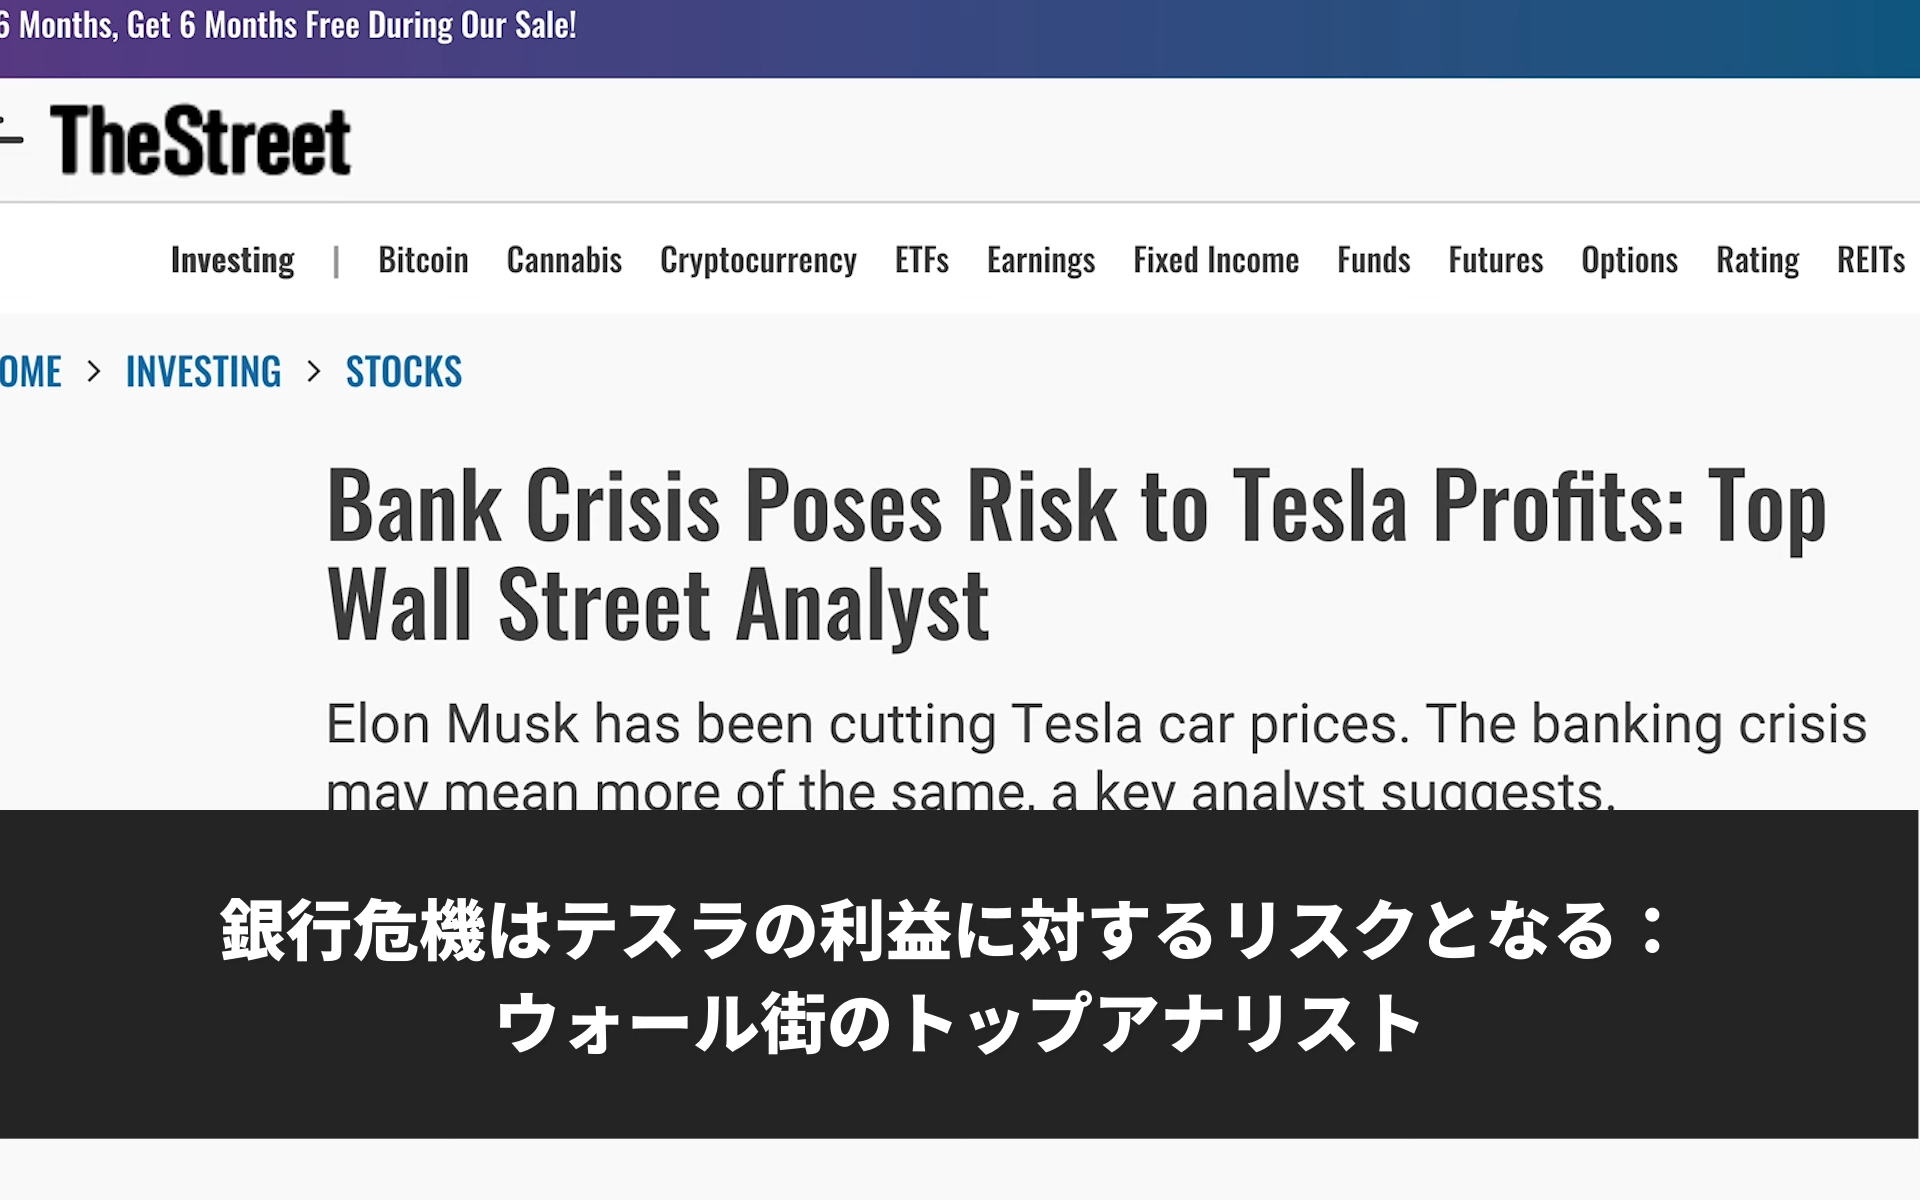 6 Months, Get 6 Months Free During Our Sale!
TheStreet
Investing | Bitcoin Cannabis Cryptocurrency ETFs Earnings Fixed Income Funds Futures Options Rating REITs
OME > INVESTING > STOCKS
Bank Crisis Poses Risk to Tesla Profits: Top
Wall Street Analyst
Elon Musk has been cutting Tesla car prices. The banking crisis
may mean more of the same, a key analyst suggests.
銀行危機はテスラの利益に対するリスクとなる：
ウォール街のトップアナリスト